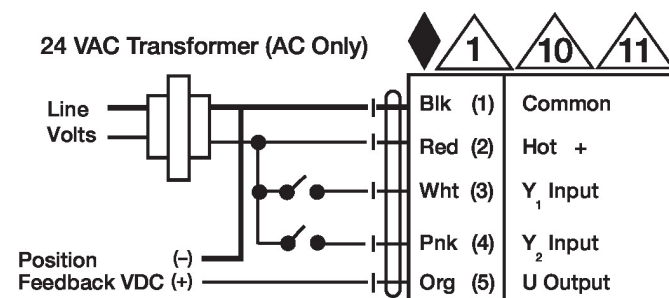 24 VAC Transformer (AC Only)
1
10
11
Line
Volts
Blk (1) Common
Red (2) Hot +
Wht (3) Y1 Input
Pnk (4) Y2 Input
Org (5) U Output
Position (–)
Feedback VDC (+)